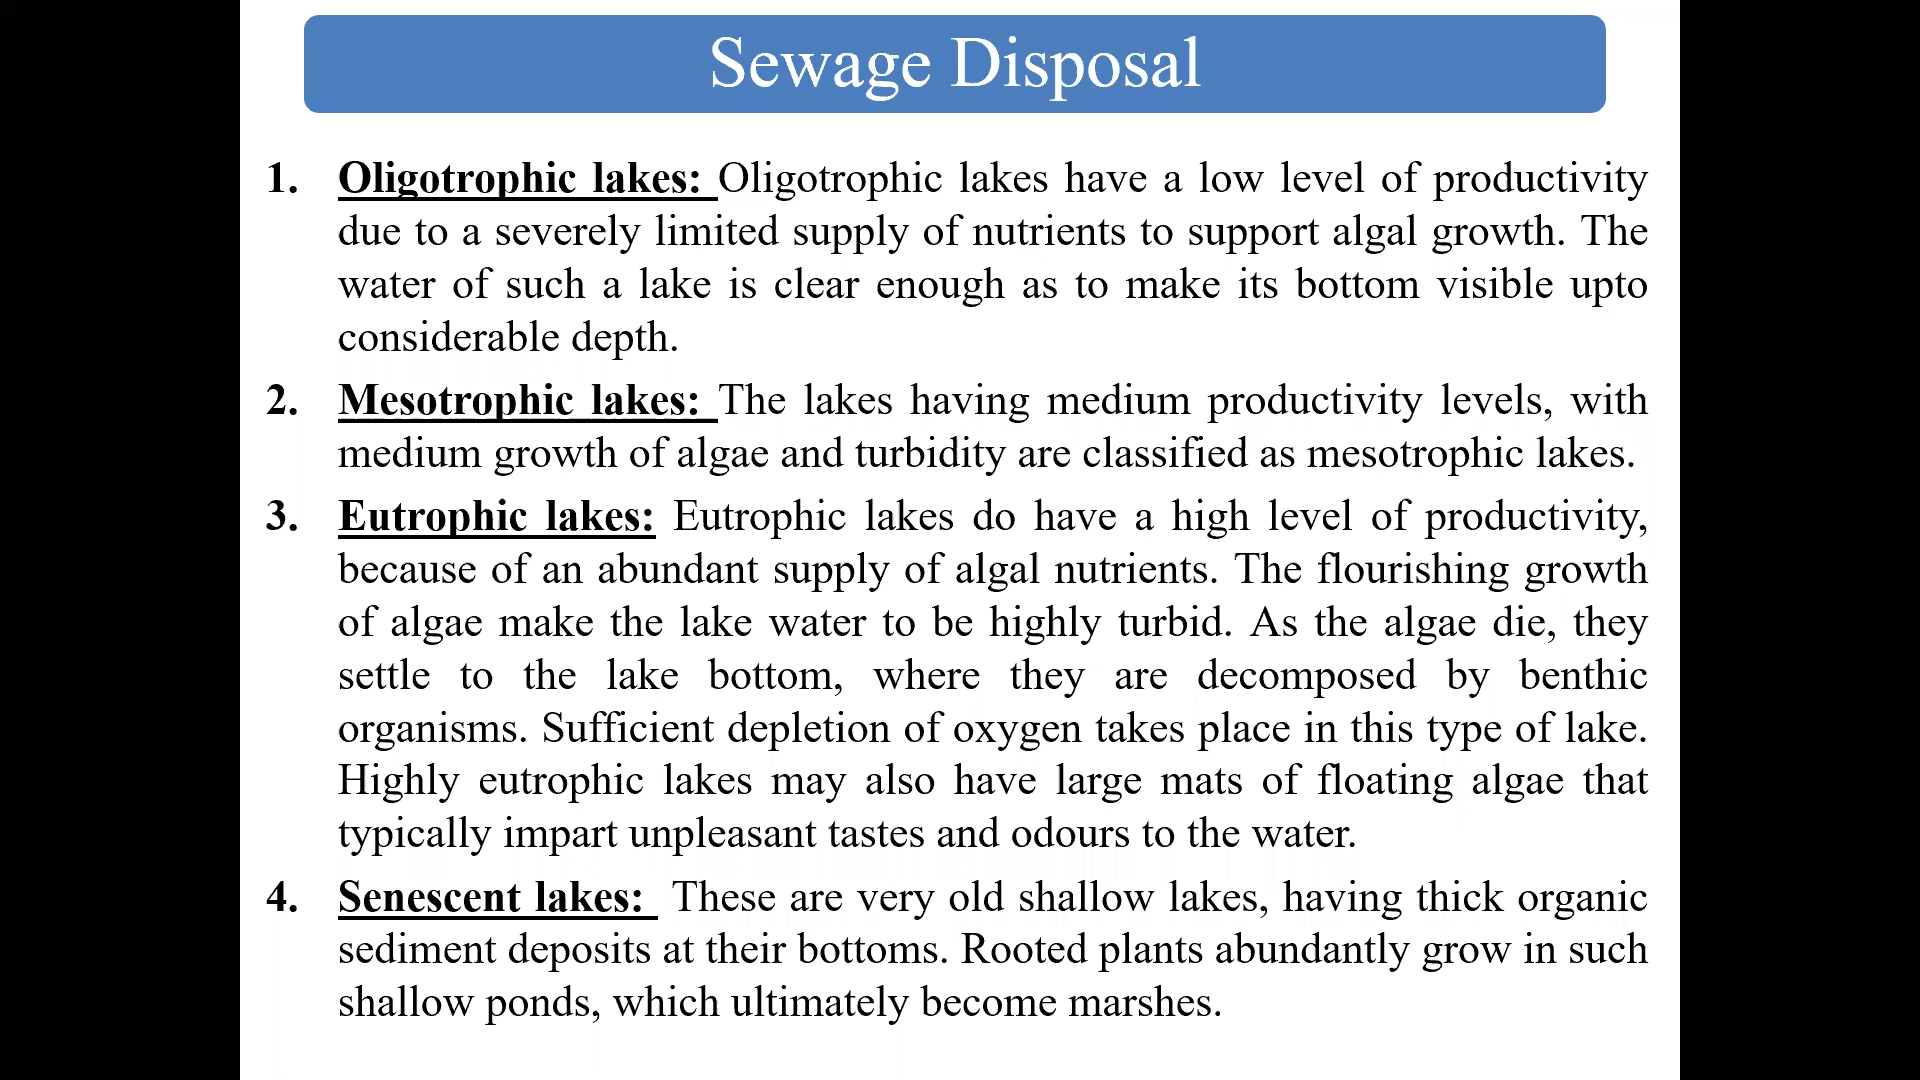 Sewage Disposal
1. Oligotrophic lakes: Oligotrophic lakes have a low level of productivity
due to a severely limited supply of nutrients to support algal growth. The
water of such a lake is clear enough as to make its bottom visible upto
considerable depth.
2. Mesotrophic lakes: The lakes having medium productivity levels, with
medium growth of algae and turbidity are classified as mesotrophic lakes.
3. Eutrophic lakes: Eutrophic lakes do have a high level of productivity,
because of an abundant supply of algal nutrients. The flourishing growth
of algae make the lake water to be highly turbid. As the algae die, they
settle to the lake bottom, where they are decomposed by benthic
organisms. Sufficient depletion of oxygen takes place in this type of lake.
Highly eutrophic lakes may also have large mats of floating algae that
typically impart unpleasant tastes and odours to the water.
4. Senescent lakes: These are very old shallow lakes, having thick organic
sediment deposits at their bottoms. Rooted plants abundantly grow in such
shallow ponds, which ultimately become marshes.